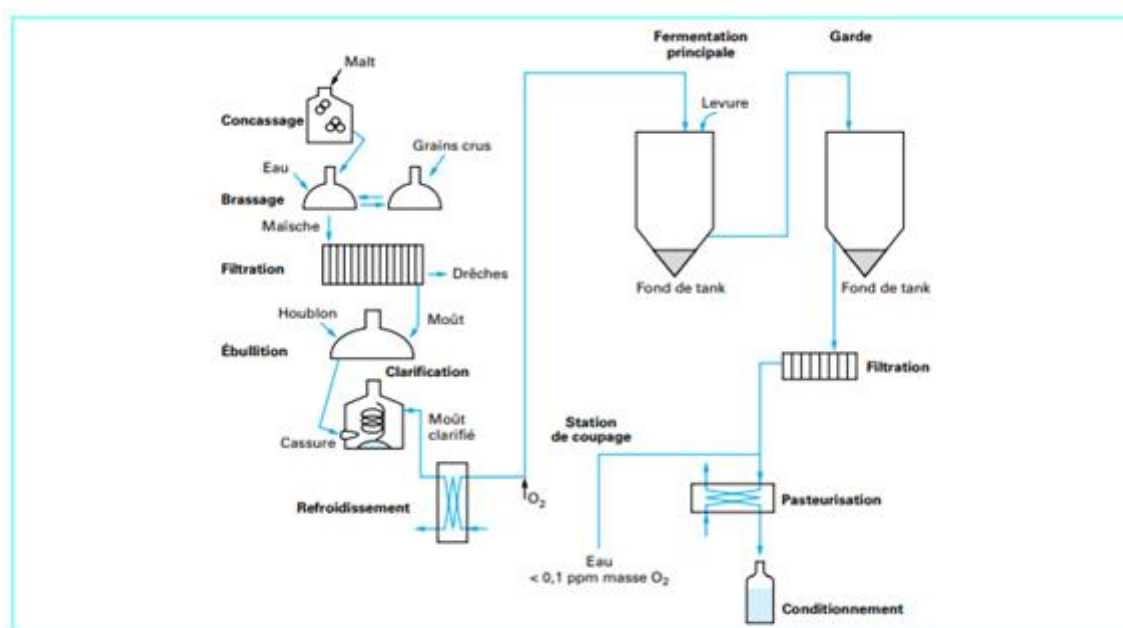 Malt
Concassage
Eau
Grains crus
Brassage
Maïsche
Filtration
Drêches
Houblon
Moût
Ébullition
Clarification
Moût
clarifié
Cassure
Refroidissement
O₂
Fermentation
principale
Levure
Fond de tank
Garde
Fond de tank
Filtration
Station
de coupage
Eau
< 0,1 ppm masse O₂
Pasteurisation
Conditionnement